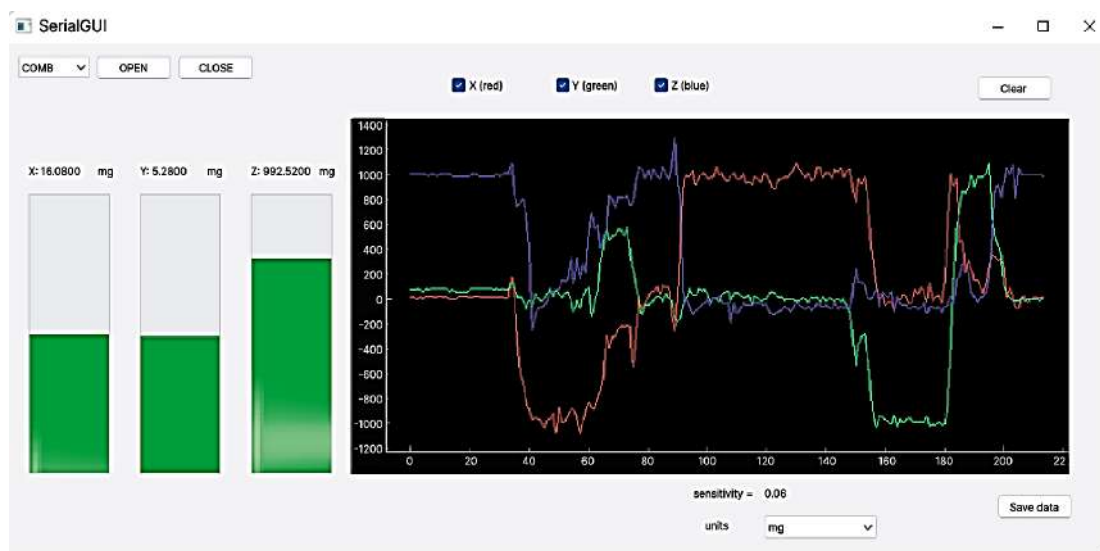 SerialGUI
COMB OPEN CLOSE
X (red) Y (green) Z (blue)
Clear
X: 16.0800 mg Y: 5.2800 mg Z: 992.5200 mg
1400
1200
1000
800
600
400
200
0
-200
-400
-600
-800
-1000
-1200
0 20 40 60 80 100 120 140 160 180 200 22
sensitivity = 0.06
Save data
units mg